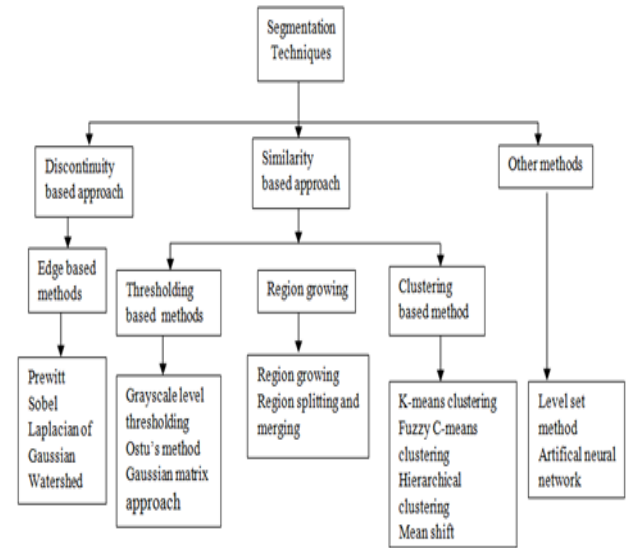 Segmentation
Techniques
Discontinuity
based approach
Similarity
based approach
Other methods
Edge based
methods
Thresholding
based methods
Region growing
Clustering
based method
Prewitt
Sobel
Laplacian of
Gaussian
Watershed
Grayscale level
thresholding
Ostu's method
Gaussian matrix
approach
Region growing
Region splitting and
merging
K-means clustering
Fuzzy C-means
clustering
Hierarchical
clustering
Mean shift
Level set
method
Artifical neural
network